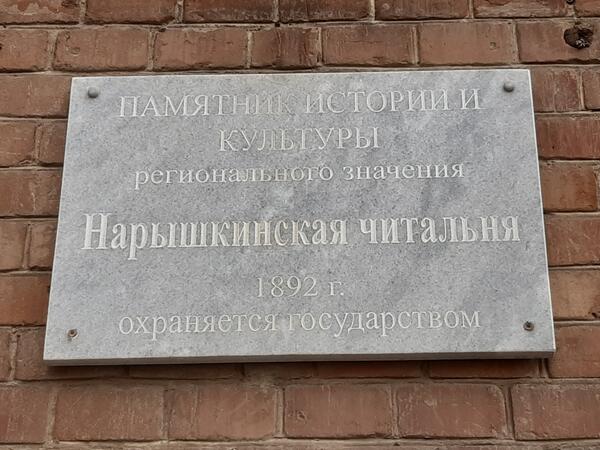 ПАМЯТНИК ИСТОРИИ И
КУЛЬТУРЫ
регионального значения
Нарышкинская читальня
1892 г.
охраняется государством